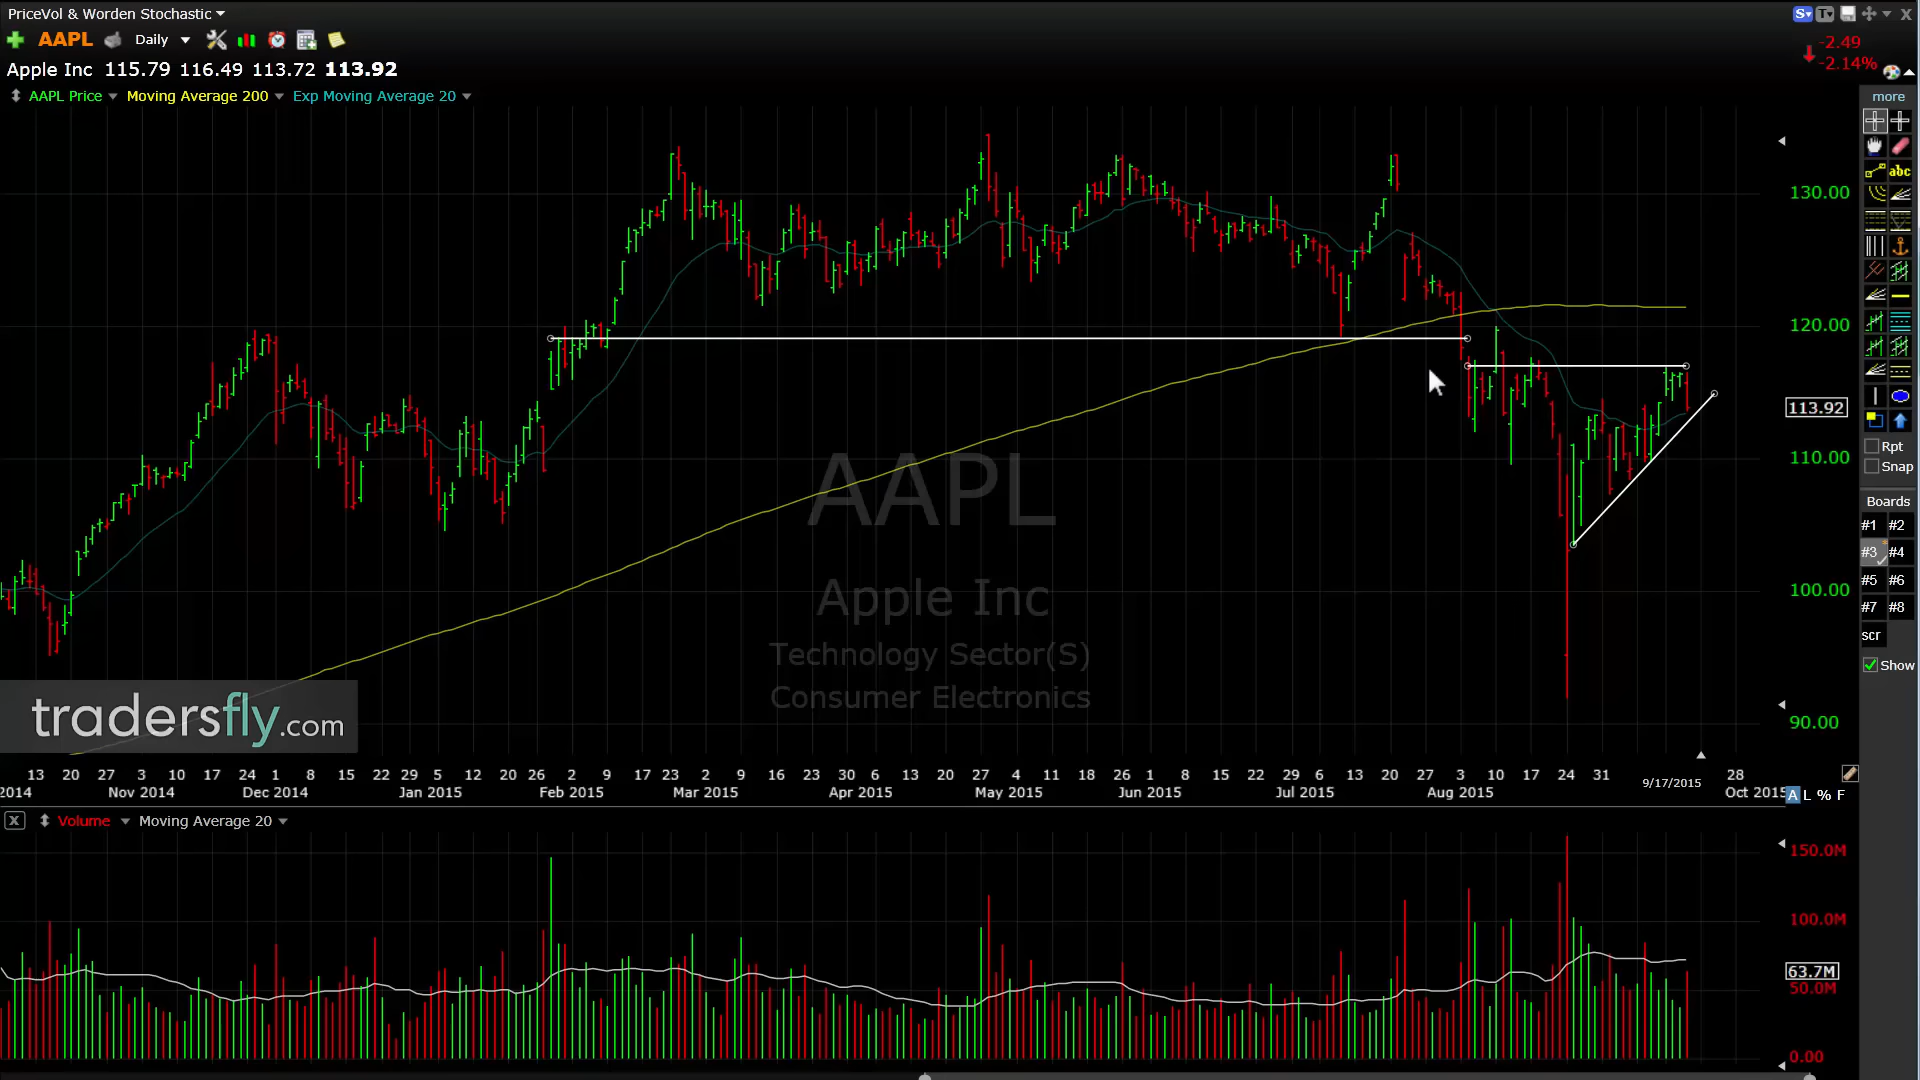 PriceVol & Worden Stochastic
S T X
AAPL Daily
-2.49
-2.14%
Apple Inc 115.79 116.49 113.72 113.92
AAPL Price Moving Average 200 Exp Moving Average 20
more
abc
130.00
120.00
113.92
110.00
100.00
90.00
Rpt
Snap
Boards
#1 #2
#3 #4
#5 #6
#7 #8
scr
Show
AAPL
Apple Inc
Technology Sector(S)
Consumer Electronics
tradersfly.com
13 20 27 3 10 17 24 1 8 15 22 29 5 12 20 26 2 9 17 23 2 9 16 23 30 6 13 20 27 4 11 18 26 1 8 15 22 29 6 13 20 27 3 10 17 24 31 9/17/2015 28
2014 Nov 2014 Dec 2014 Jan 2015 Feb 2015 Mar 2015 Apr 2015 May 2015 Jun 2015 Jul 2015 Aug 2015 Oct 2015 A L % F
X Volume Moving Average 20
150.0M
100.0M
63.7M
50.0M
0.00